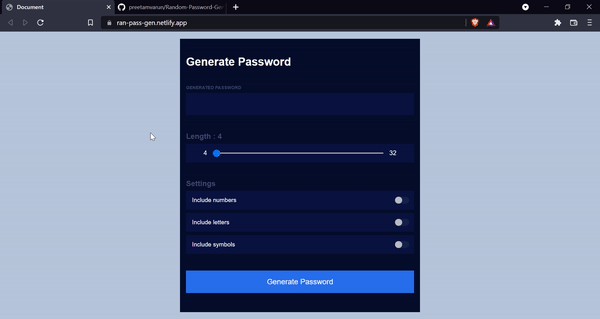 Document
preetamvarun/Random-Password-Gen
ran-pass-gen.netlify.app
Generate Password
GENERATED PASSWORD
Length : 4
4 32
Settings
Include numbers
Include letters
Include symbols
Generate Password